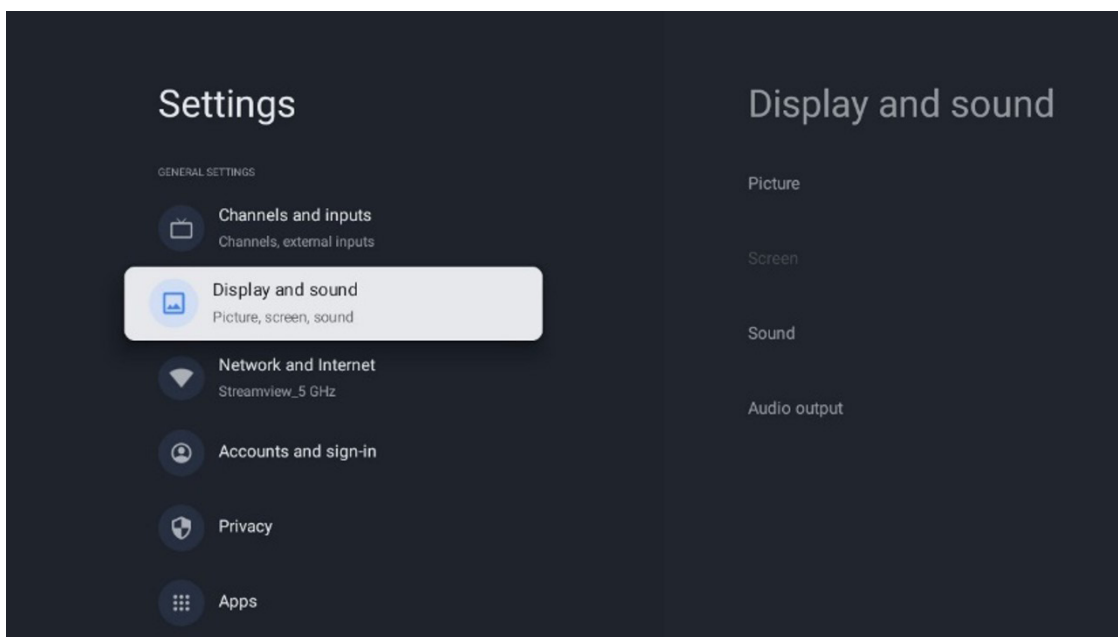 Settings
GENERAL SETTINGS
Channels and inputs
Channels, external inputs
Display and sound
Picture, screen, sound
Network and Internet
Streamview_5 GHz
Accounts and sign-in
Privacy
Apps
Display and sound
Picture
Screen
Sound
Audio output